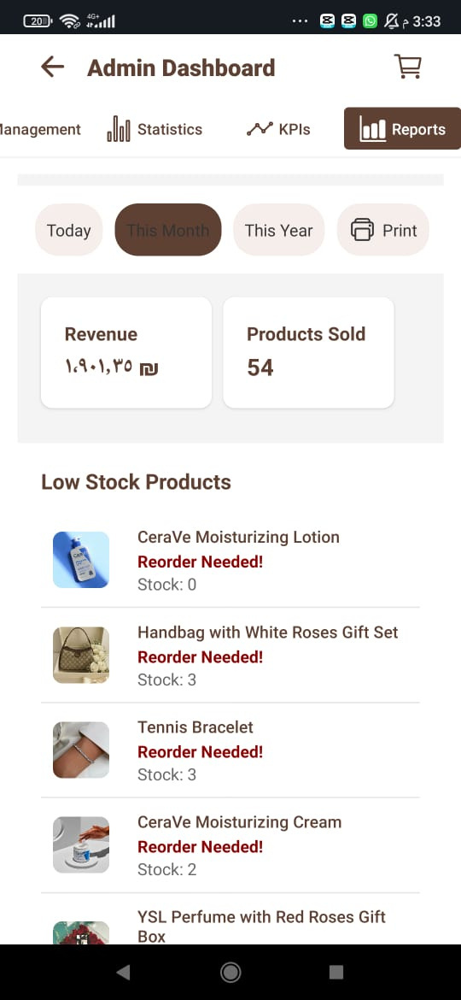 20
4G+
... م 3:33
Admin Dashboard
Management
Statistics
KPIs
Reports
Today
This Month
This Year
Print
Revenue
١،٩٠١,٣٥ ₪
Products Sold
54
Low Stock Products
CeraVe Moisturizing Lotion
Reorder Needed!
Stock: 0
Handbag with White Roses Gift Set
Reorder Needed!
Stock: 3
Tennis Bracelet
Reorder Needed!
Stock: 3
CeraVe Moisturizing Cream
Reorder Needed!
Stock: 2
YSL Perfume with Red Roses Gift
Box